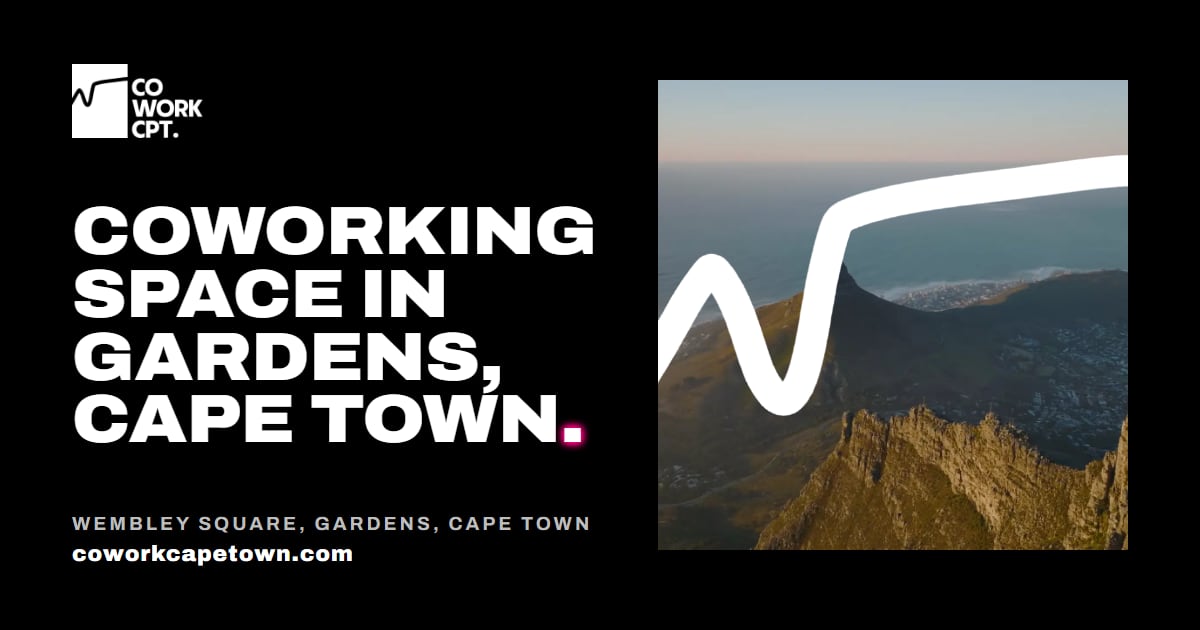 CO
WORK
CPT.
COWORKING
SPACE IN
GARDENS,
CAPE TOWN.
WEMBLEY SQUARE, GARDENS, CAPE TOWN
coworkcapetown.com